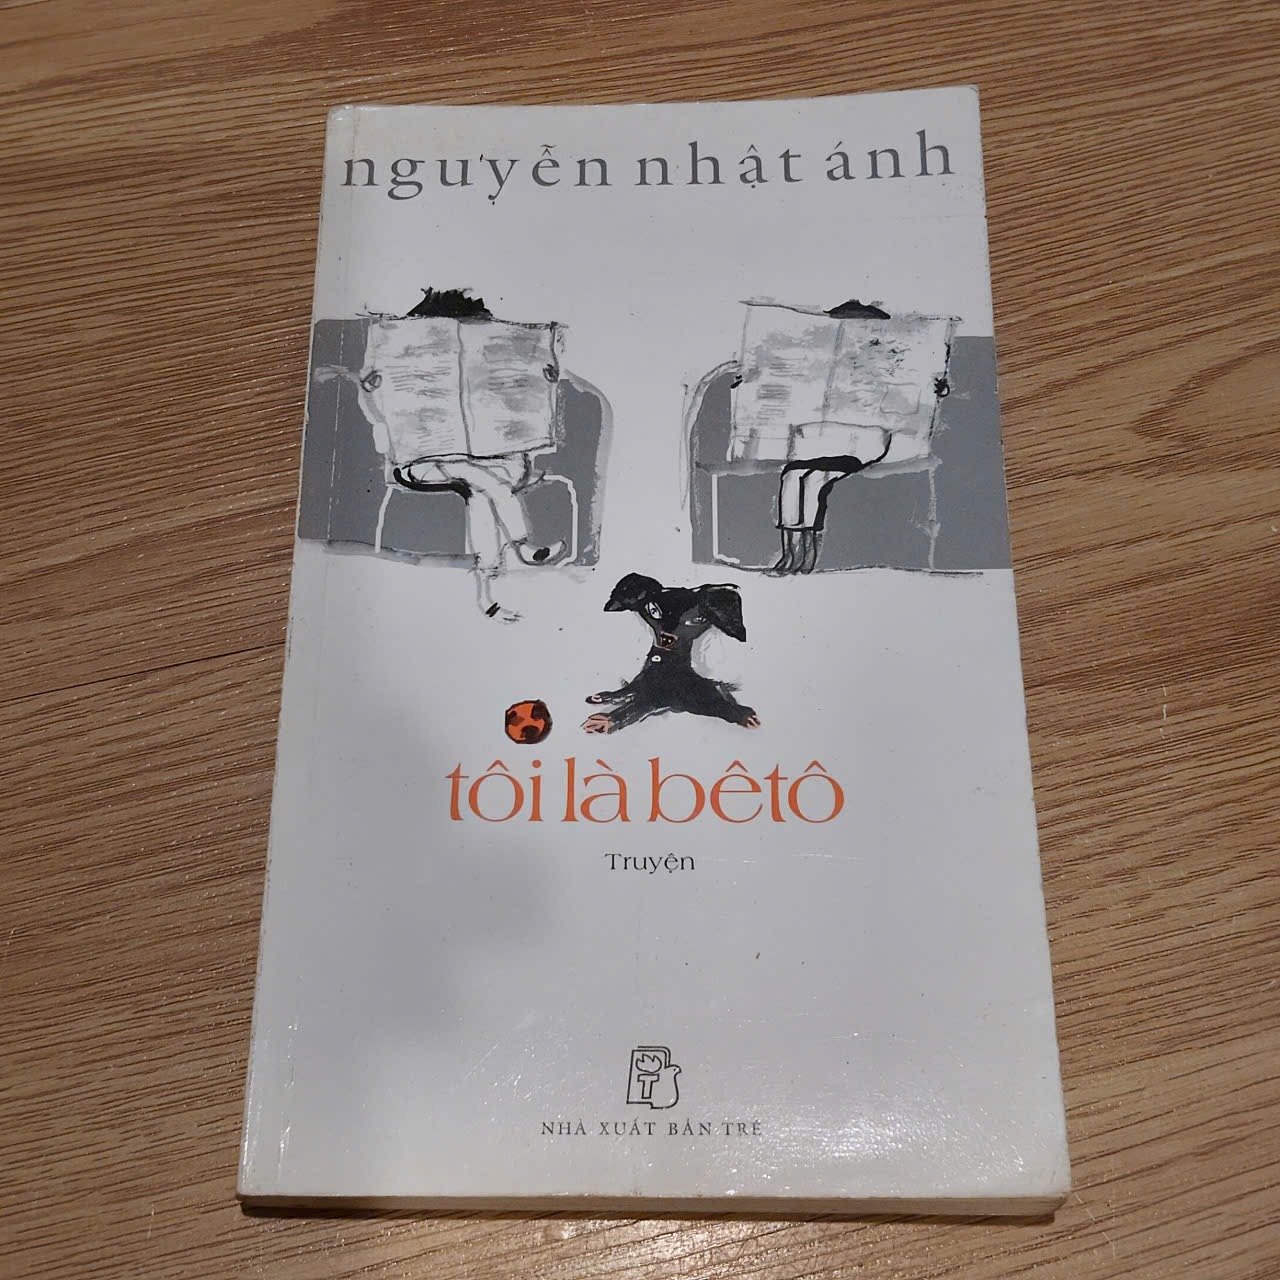 nguyễn nhật ánh
tôi là bêtô
Truyện
T
NHÀ XUẤT BẢN TRẺ